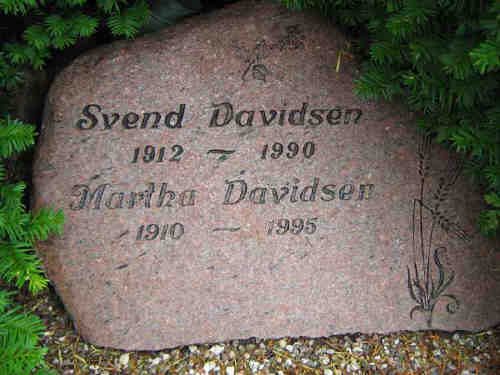 Svend Davidsen
1912 ~ 1990
Martha Davidsen
1910 ~ 1995